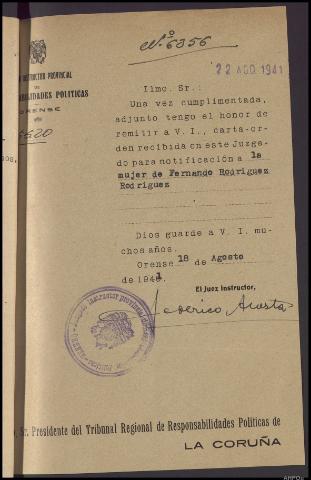 Nº 6356
22 AGO 1941
INSTRUCTOR PROVINCIAL
DE
POLITICAS
ORENSE
Ilmo. Sr.:
Una vez cumplimentada,
adjunto tengo el honor de
remitir a V. I., carta-or-
den recibida en este Juzga-
do para notificación a la
mujer de Fernando Rodriguez
Rodriguez
Dios guarde a V. I. mu-
chos años.
Orense 18 de Agosto
de 1941
El Juez Instructor,
Federico Acosta
Sr. Presidente del Tribunal Regional de Responsabilidades Políticas de
LA CORUÑA